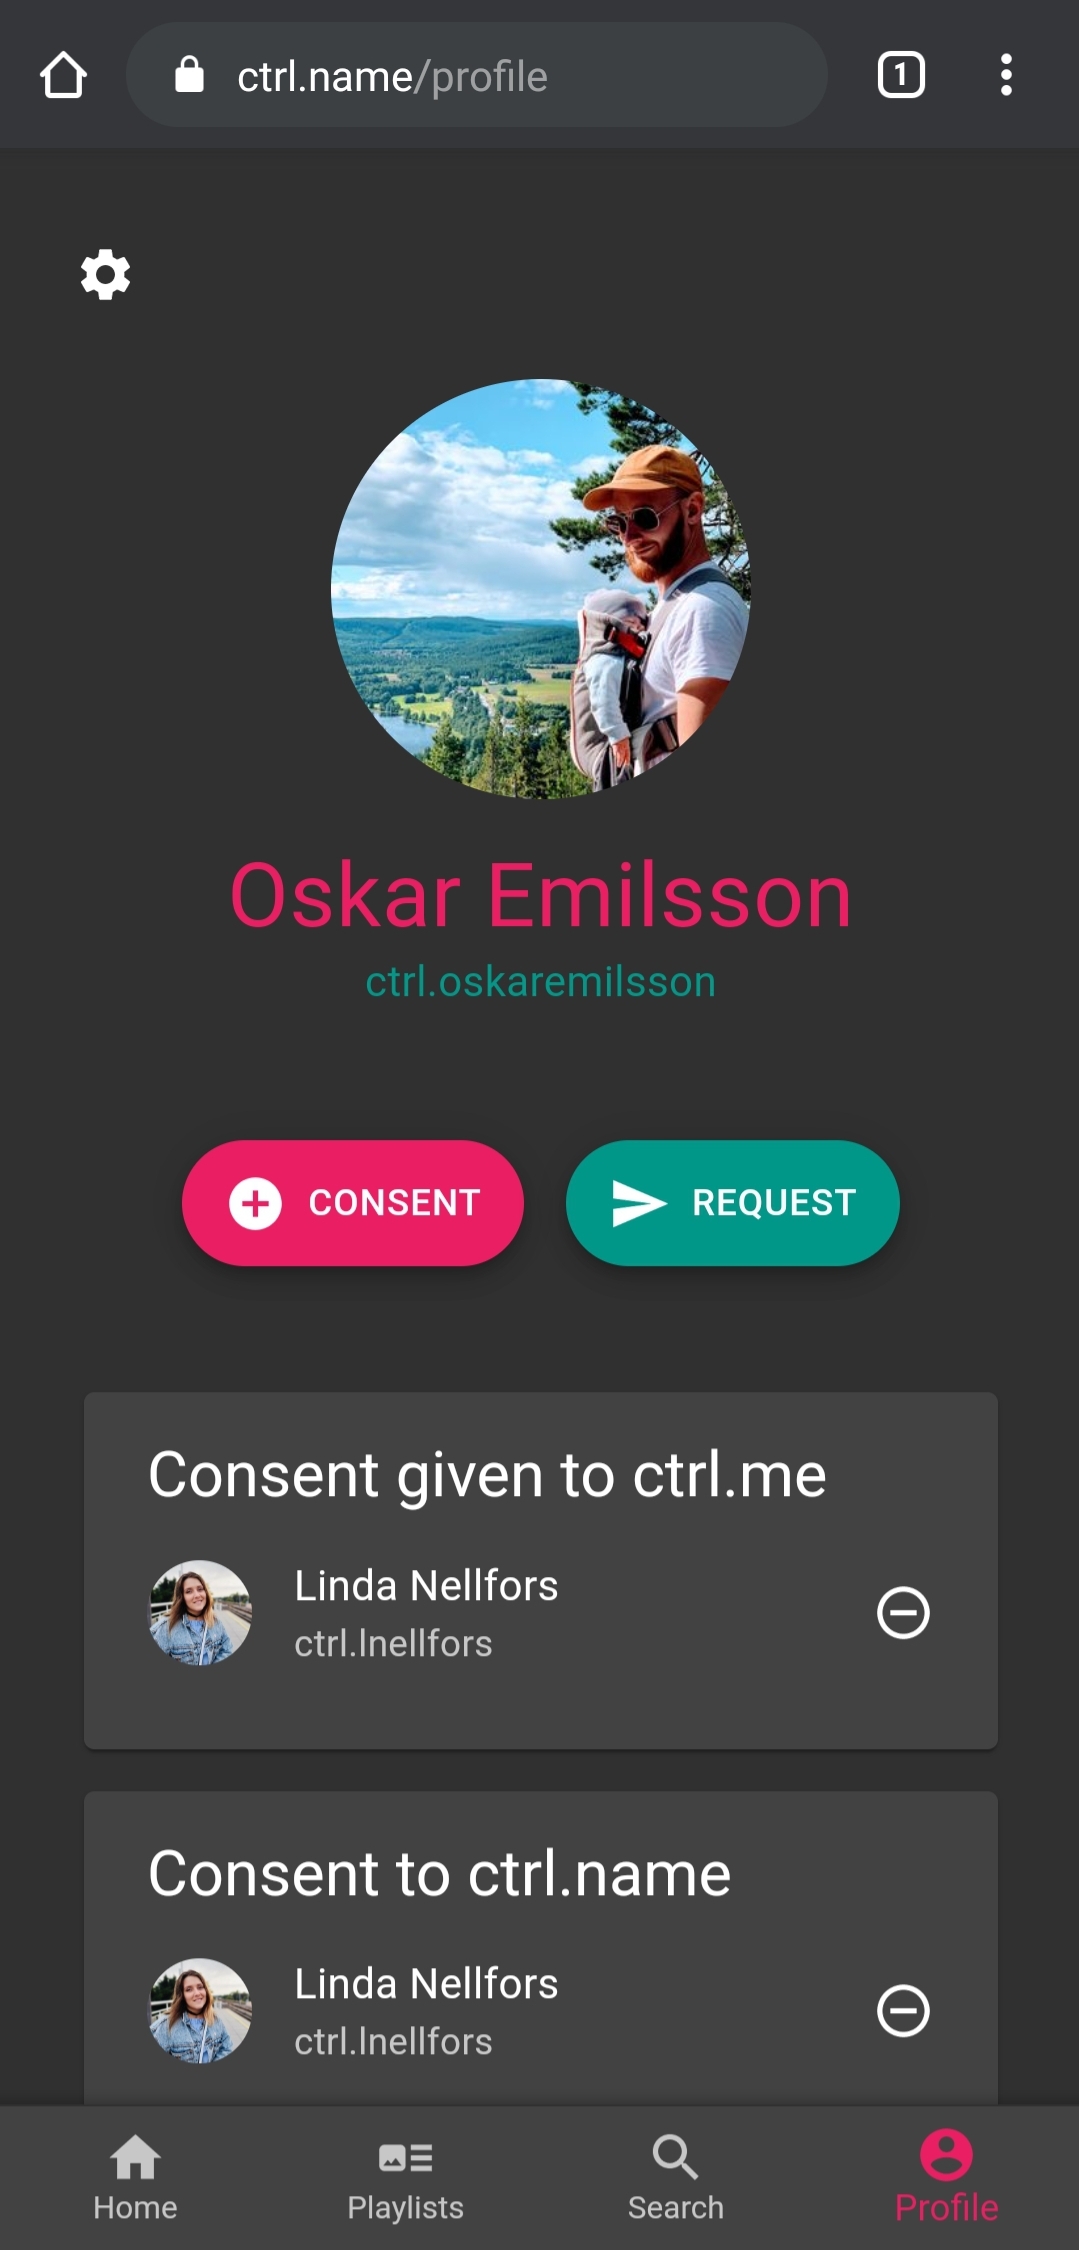 ctrl.name/profile
1
Oskar Emilsson
ctrl.oskaremilsson
CONSENT
REQUEST
Consent given to ctrl.me
Linda Nellfors
ctrl.lnellfors
Consent to ctrl.name
Linda Nellfors
ctrl.lnellfors
Home
Playlists
Search
Profile